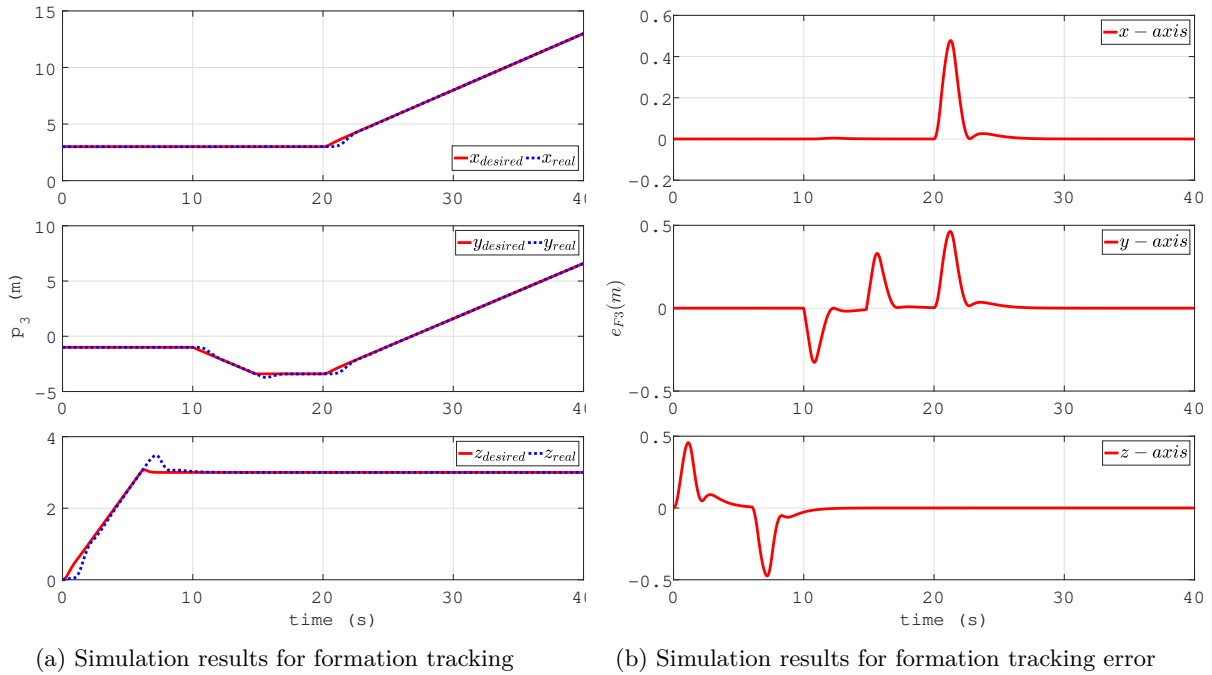 15
10
5
0
0 10 20 30 40
x_desired x_real
10
5
0
−5
0 10 20 30 40
y_desired y_real
p_3 (m)
4
2
0
0 10 20 30 40
z_desired z_real
time (s)
(a) Simulation results for formation tracking
0.6
0.4
0.2
0
−0.2
0 10 20 30 40
x − axis
0.5
0
−0.5
0 10 20 30 40
y − axis
e_F3(m)
0.5
0
−0.5
0 10 20 30 40
z − axis
time (s)
(b) Simulation results for formation tracking error